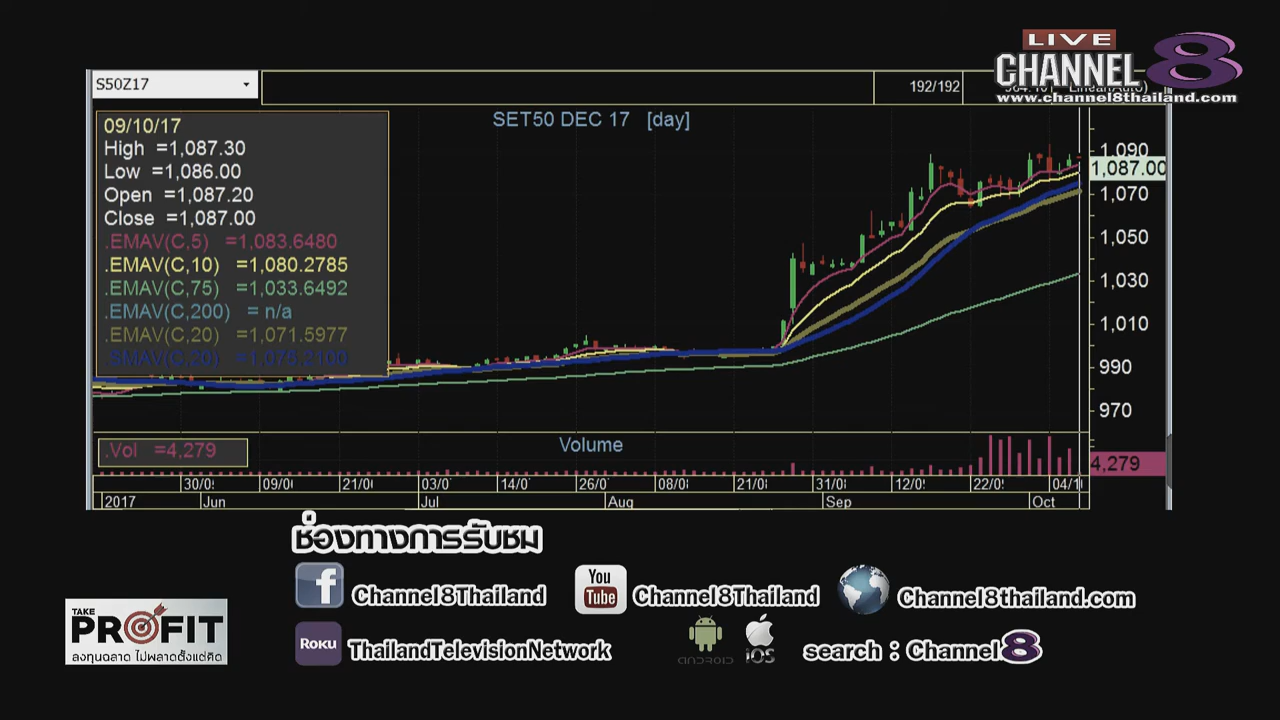 LIVE
CHANNEL 8
www.channel8thailand.com
S50Z17
192/192
SET50 DEC 17 [day]
09/10/17
High =1,087.30
Low =1,086.00
Open =1,087.20
Close =1,087.00
.EMAV(C,5) =1,083.6480
.EMAV(C,10) =1,080.2785
.EMAV(C,75) =1,033.6492
.EMAV(C,200) = n/a
.EMAV(C,20) =1,071.5977
.SMAV(C,20) =1,075.2100
1,090
1,087.00
1,070
1,050
1,030
1,010
990
970
.Vol =4,279
Volume
4,279
30/0 09/0 21/0 03/0 14/0 26/0 08/0 21/0 31/0 12/0 22/0 04/1
2017 Jun Jul Aug Sep Oct
ช่องทางการรับชม
f Channel8Thailand
You Tube Channel8Thailand
Channel8thailand.com
TAKE
PROFIT
ลงทุนฉลาด ไม่พลาดตั้งแต่คิด
Roku ThailandTelevisionNetwork
ANDROID iOS
search : Channel 8